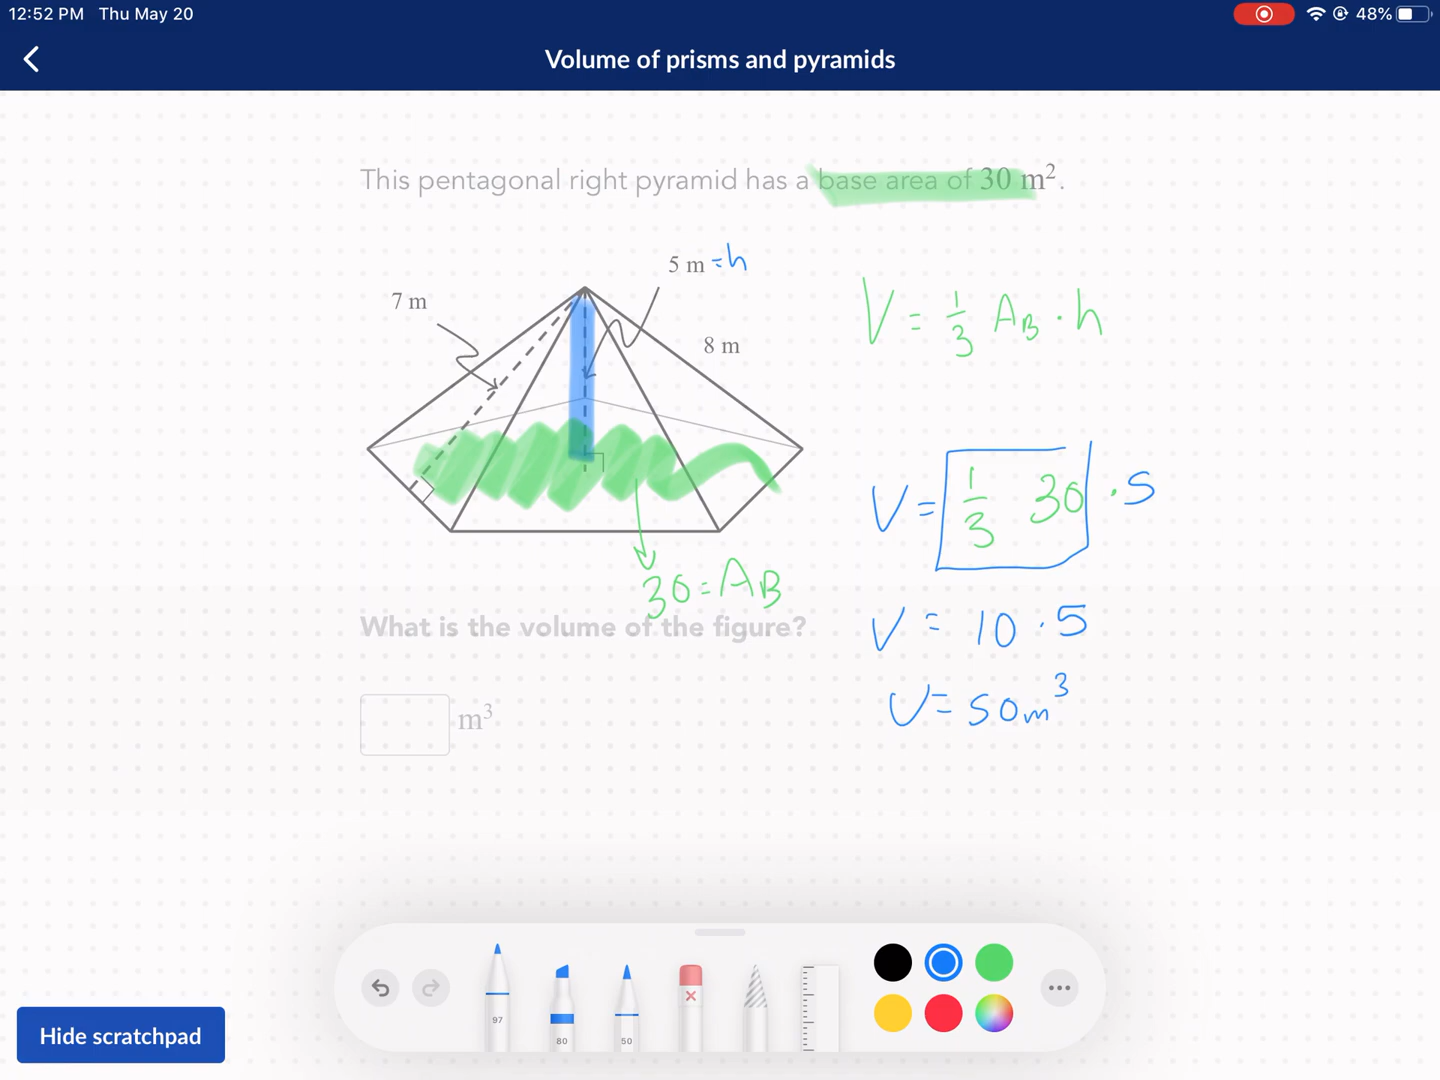 12:52 PM Thu May 20 48%
Volume of prisms and pyramids
This pentagonal right pyramid has a base area of 30 m².
5 m = h
7 m
8 m
V = 1/3 A_B · h
V = 1/3 30 · 5
30 = A_B
What is the volume of the figure?
V = 10 · 5
V = 50m³
m³
97
80
50
Hide scratchpad